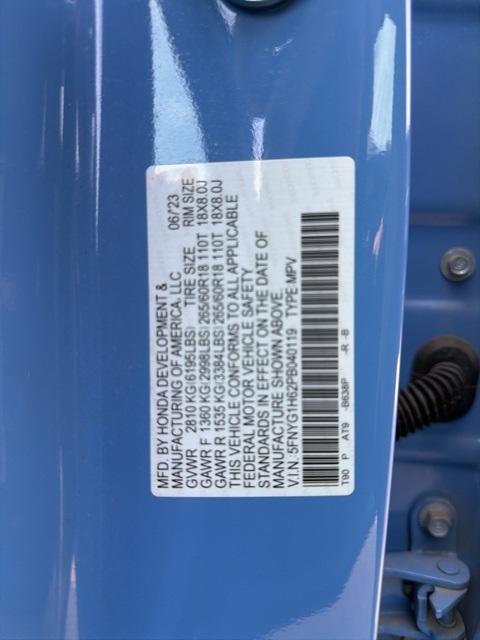 MFD. BY HONDA DEVELOPMENT &
MANUFACTURING OF AMERICA, LLC 06/23
GVWR 2810 KG(6195LBS) TIRE SIZE RIM SIZE
GAWR F 1360 KG(2998LBS) 265/60R18 110T 18X8.0J
GAWR R 1535 KG(3384LBS) 265/60R18 110T 18X8.0J
THIS VEHICLE CONFORMS TO ALL APPLICABLE
FEDERAL MOTOR VEHICLE SAFETY
STANDARDS IN EFFECT ON THE DATE OF
MANUFACTURE SHOWN ABOVE.
V.I.N.:5FNYG1H62PB040119 TYPE MPV
T90 P AT9 -B638P -R -B